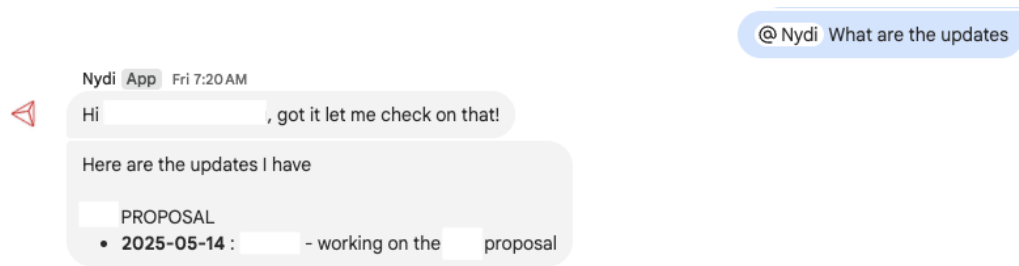 @ Nydi What are the updates
Nydi App Fri 7:20 AM
Hi , got it let me check on that!
Here are the updates I have
PROPOSAL
• 2025-05-14 : - working on the proposal